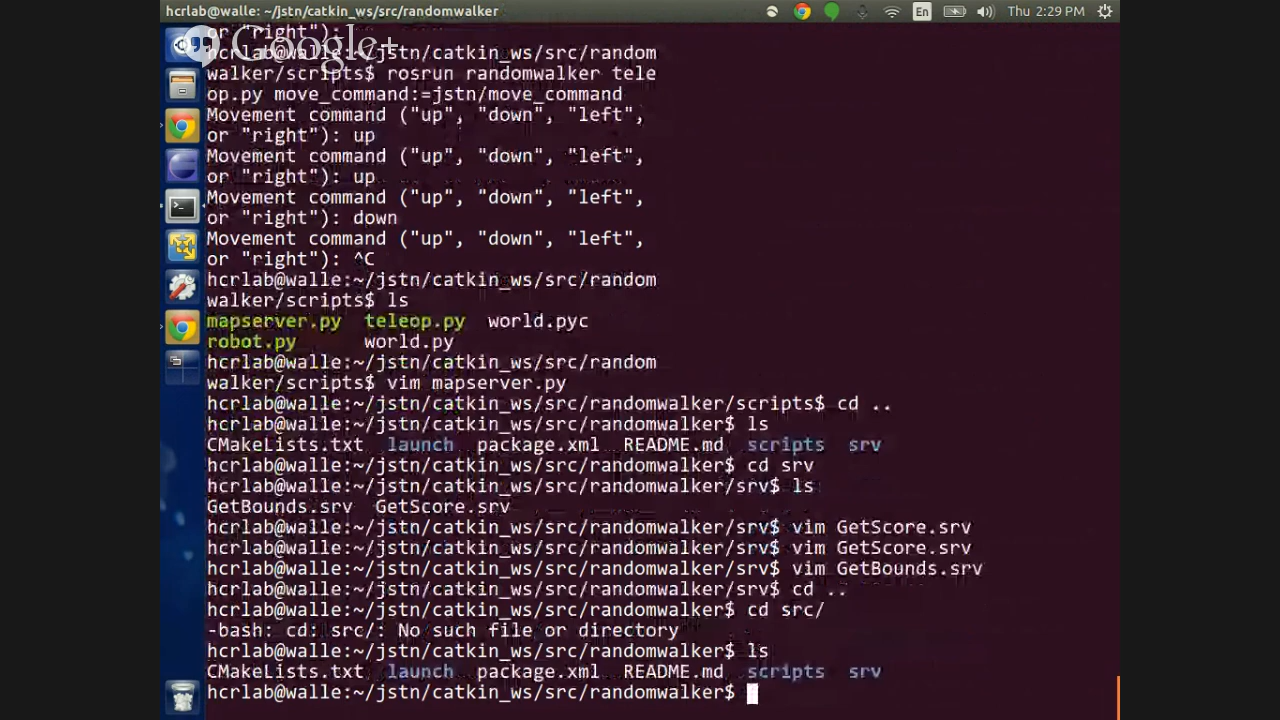 hcrlab@walle: ~/jstn/catkin_ws/src/randomwalker
En
Thu 2:29 PM
Google+
or "right"):
hcrlab@walle:~/jstn/catkin_ws/src/random
walker/scripts$ rosrun randomwalker tele
op.py move_command:=jstn/move_command
Movement command ("up", "down", "left",
or "right"): up
Movement command ("up", "down", "left",
or "right"): up
Movement command ("up", "down", "left",
or "right"): down
Movement command ("up", "down", "left",
or "right"): ^C
hcrlab@walle:~/jstn/catkin_ws/src/random
walker/scripts$ ls
mapserver.py teleop.py world.pyc
robot.py world.py
hcrlab@walle:~/jstn/catkin_ws/src/random
walker/scripts$ vim mapserver.py
hcrlab@walle:~/jstn/catkin_ws/src/randomwalker/scripts$ cd ..
hcrlab@walle:~/jstn/catkin_ws/src/randomwalker$ ls
CMakeLists.txt launch package.xml README.md scripts srv
hcrlab@walle:~/jstn/catkin_ws/src/randomwalker$ cd srv
hcrlab@walle:~/jstn/catkin_ws/src/randomwalker/srv$ ls
GetBounds.srv GetScore.srv
hcrlab@walle:~/jstn/catkin_ws/src/randomwalker/srv$ vim GetScore.srv
hcrlab@walle:~/jstn/catkin_ws/src/randomwalker/srv$ vim GetScore.srv
hcrlab@walle:~/jstn/catkin_ws/src/randomwalker/srv$ vim GetBounds.srv
hcrlab@walle:~/jstn/catkin_ws/src/randomwalker/srv$ cd ..
hcrlab@walle:~/jstn/catkin_ws/src/randomwalker$ cd src/
-bash: cd: src/: No such file or directory
hcrlab@walle:~/jstn/catkin_ws/src/randomwalker$ ls
CMakeLists.txt launch package.xml README.md scripts srv
hcrlab@walle:~/jstn/catkin_ws/src/randomwalker$